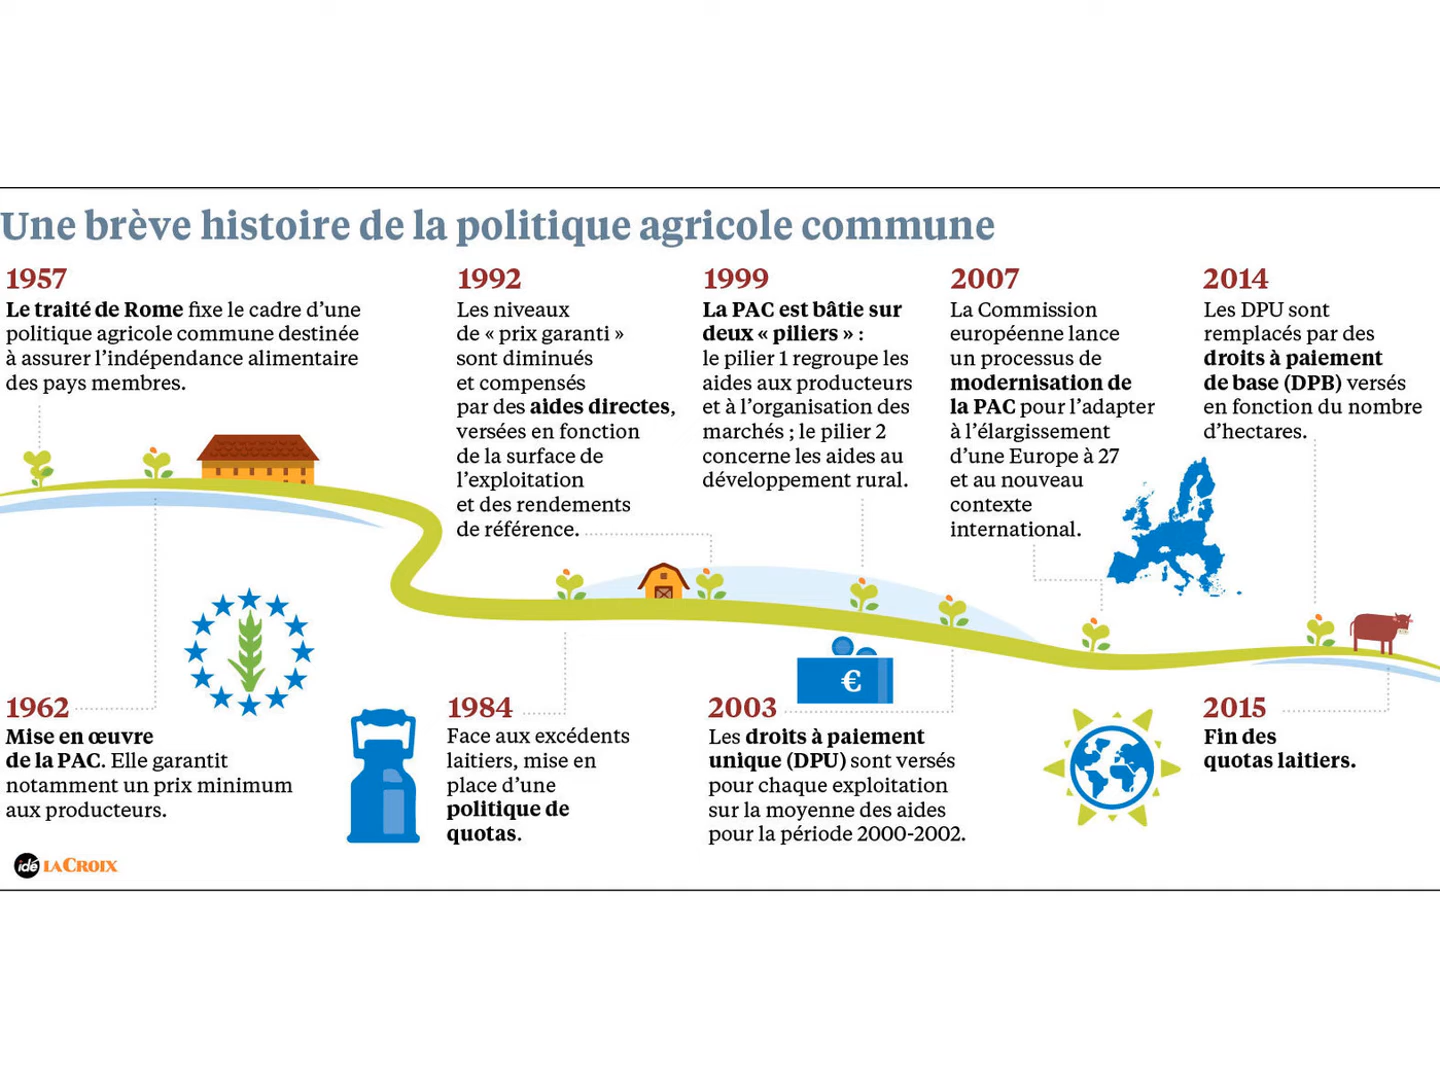 Une brève histoire de la politique agricole commune
1957
Le traité de Rome fixe le cadre d’une
politique agricole commune destinée
à assurer l’indépendance alimentaire
des pays membres.
1992
Les niveaux
de « prix garanti »
sont diminués
et compensés
par des aides directes,
versées en fonction
de la surface de
l’exploitation
et des rendements
de référence.
1999
La PAC est bâtie sur
deux « piliers » :
le pilier 1 regroupe les
aides aux producteurs
et à l’organisation des
marchés ; le pilier 2
concerne les aides au
développement rural.
2007
La Commission
européenne lance
un processus de
modernisation de
la PAC pour l’adapter
à l’élargissement
d’une Europe à 27
et au nouveau
contexte
international.
2014
Les DPU sont
remplacés par des
droits à paiement
de base (DPB) versés
en fonction du nombre
d’hectares.
1962
Mise en œuvre
de la PAC. Elle garantit
notamment un prix minimum
aux producteurs.
1984
Face aux excédents
laitiers, mise en
place d’une
politique de
quotas.
€
2003
Les droits à paiement
unique (DPU) sont versés
pour chaque exploitation
sur la moyenne des aides
pour la période 2000-2002.
2015
Fin des
quotas laitiers.
idé LA CROIX